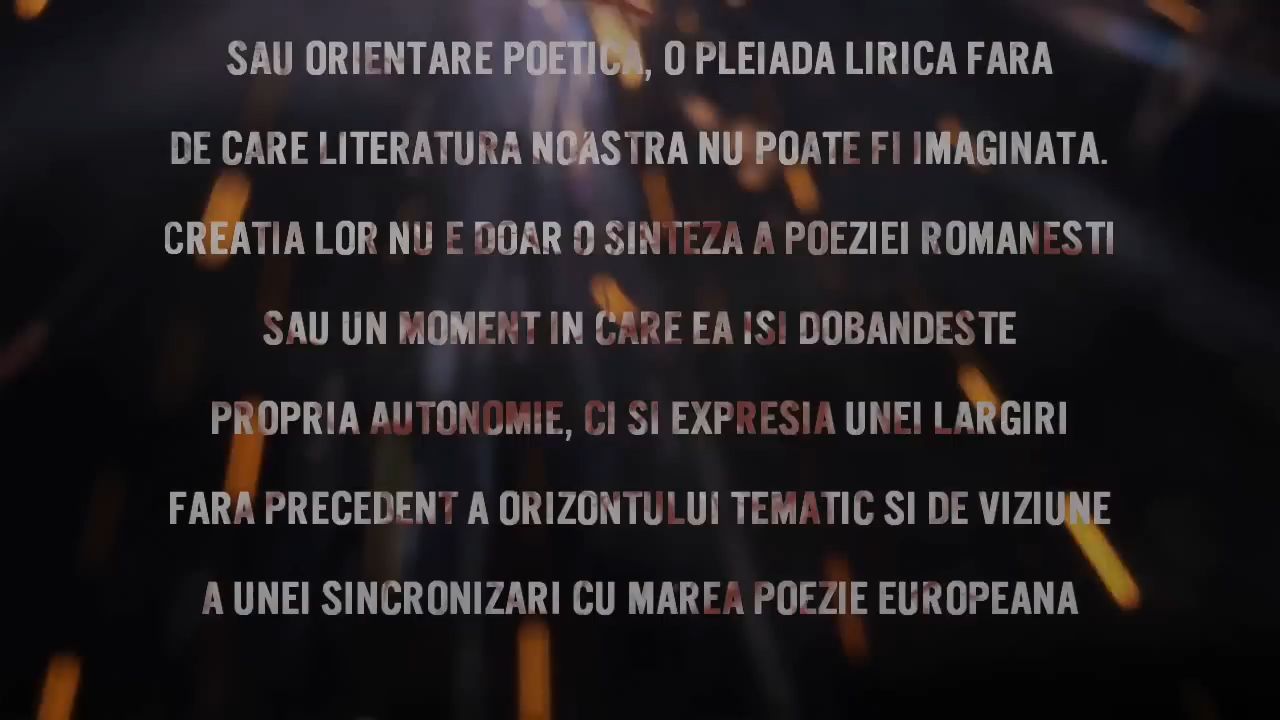 SAU ORIENTARE POETICA, O PLEIADA LIRICA FARA
DE CARE LITERATURA NOASTRA NU POATE FI IMAGINATA.
CREATIA LOR NU E DOAR O SINTEZA A POEZIEI ROMANESTI
SAU UN MOMENT IN CARE EA ISI DOBANDESTE
PROPRIA AUTONOMIE, CI SI EXPRESIA UNEI LARGIRI
FARA PRECEDENT A ORIZONTULUI TEMATIC SI DE VIZIUNE
A UNEI SINCRONIZARI CU MAREA POEZIE EUROPEANA